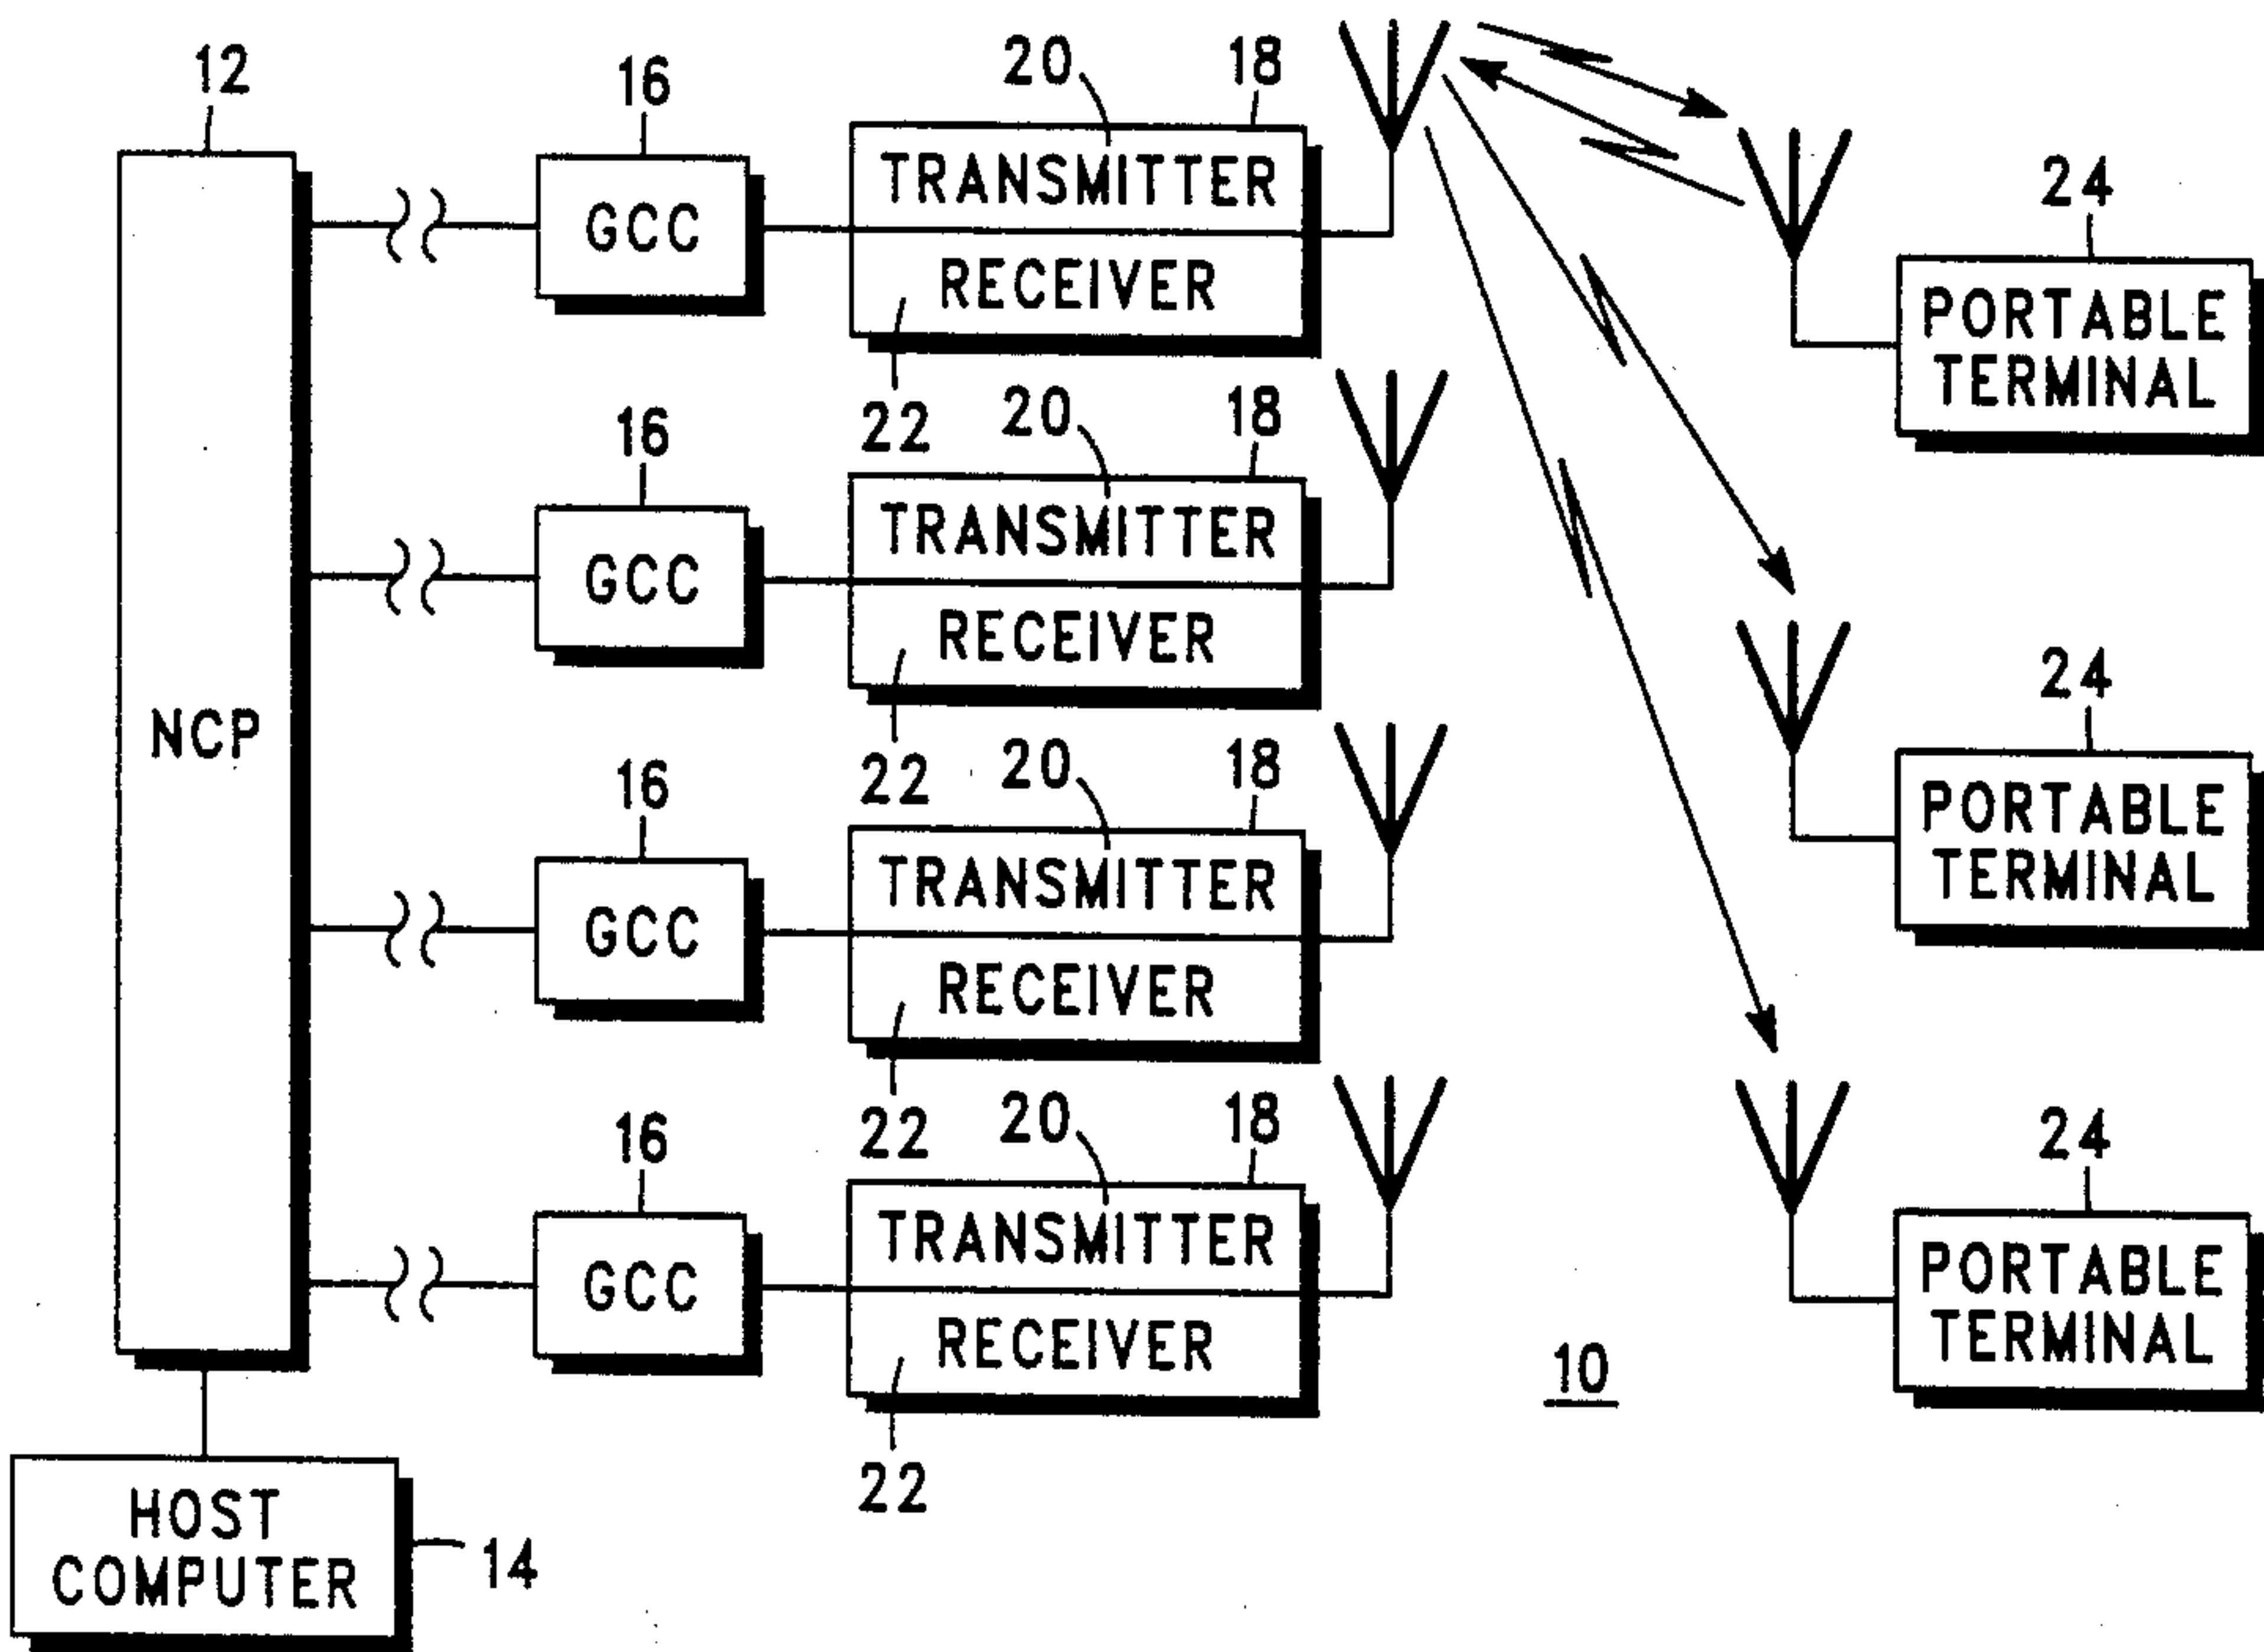 12
16
20
18
TRANSMITTER
GCC
RECEIVER
22
24
PORTABLE
TERMINAL
16
20
18
TRANSMITTER
GCC
RECEIVER
22
24
PORTABLE
TERMINAL
NCP
16
20
18
TRANSMITTER
GCC
RECEIVER
22
24
PORTABLE
TERMINAL
16
20
18
TRANSMITTER
GCC
RECEIVER
22
10
HOST
COMPUTER
14